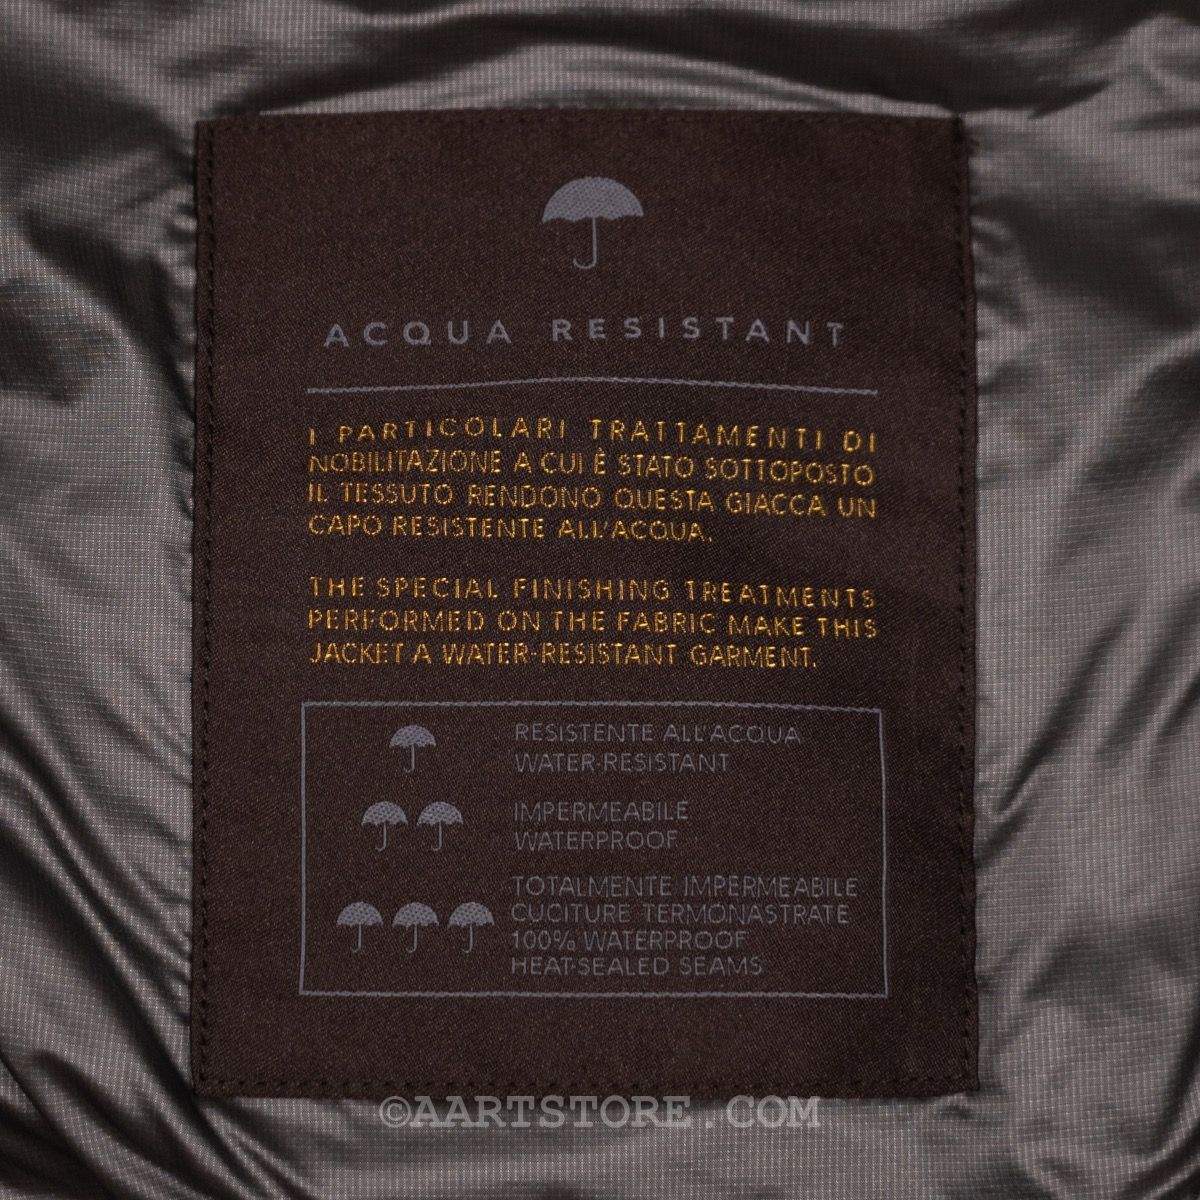 ACQUA RESISTANT
I PARTICOLARI TRATTAMENTI DI
NOBILITAZIONE A CUI È STATO SOTTOPOSTO
IL TESSUTO RENDONO QUESTA GIACCA UN
CAPO RESISTENTE ALL'ACQUA.
THE SPECIAL FINISHING TREATMENTS
PERFORMED ON THE FABRIC MAKE THIS
JACKET A WATER-RESISTANT GARMENT.
RESISTENTE ALL'ACQUA
WATER-RESISTANT
IMPERMEABILE
WATERPROOF
TOTALMENTE IMPERMEABILE
CUCITURE TERMONASTRATE
100% WATERPROOF
HEAT-SEALED SEAMS
©AARTSTORE.COM